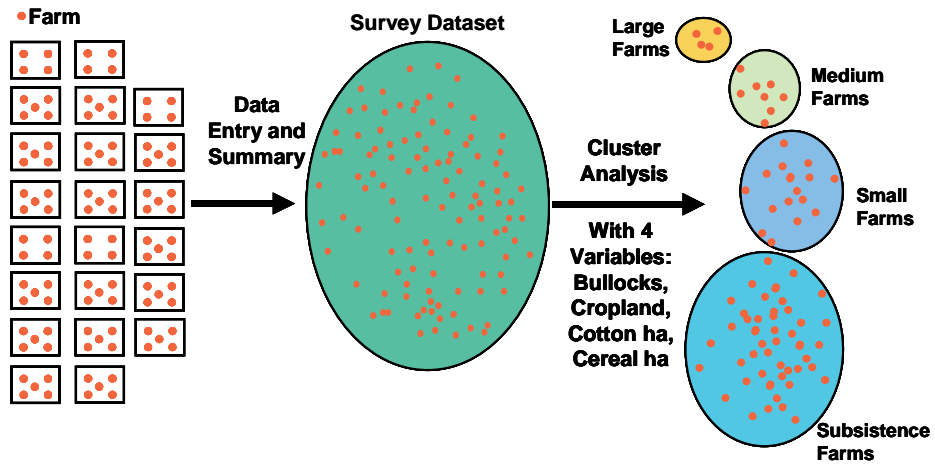 Farm
Survey Dataset
Data
Entry and
Summary
Cluster
Analysis
With 4
Variables:
Bullocks,
Cropland,
Cotton ha,
Cereal ha
Large
Farms
Medium
Farms
Small
Farms
Subsistence
Farms